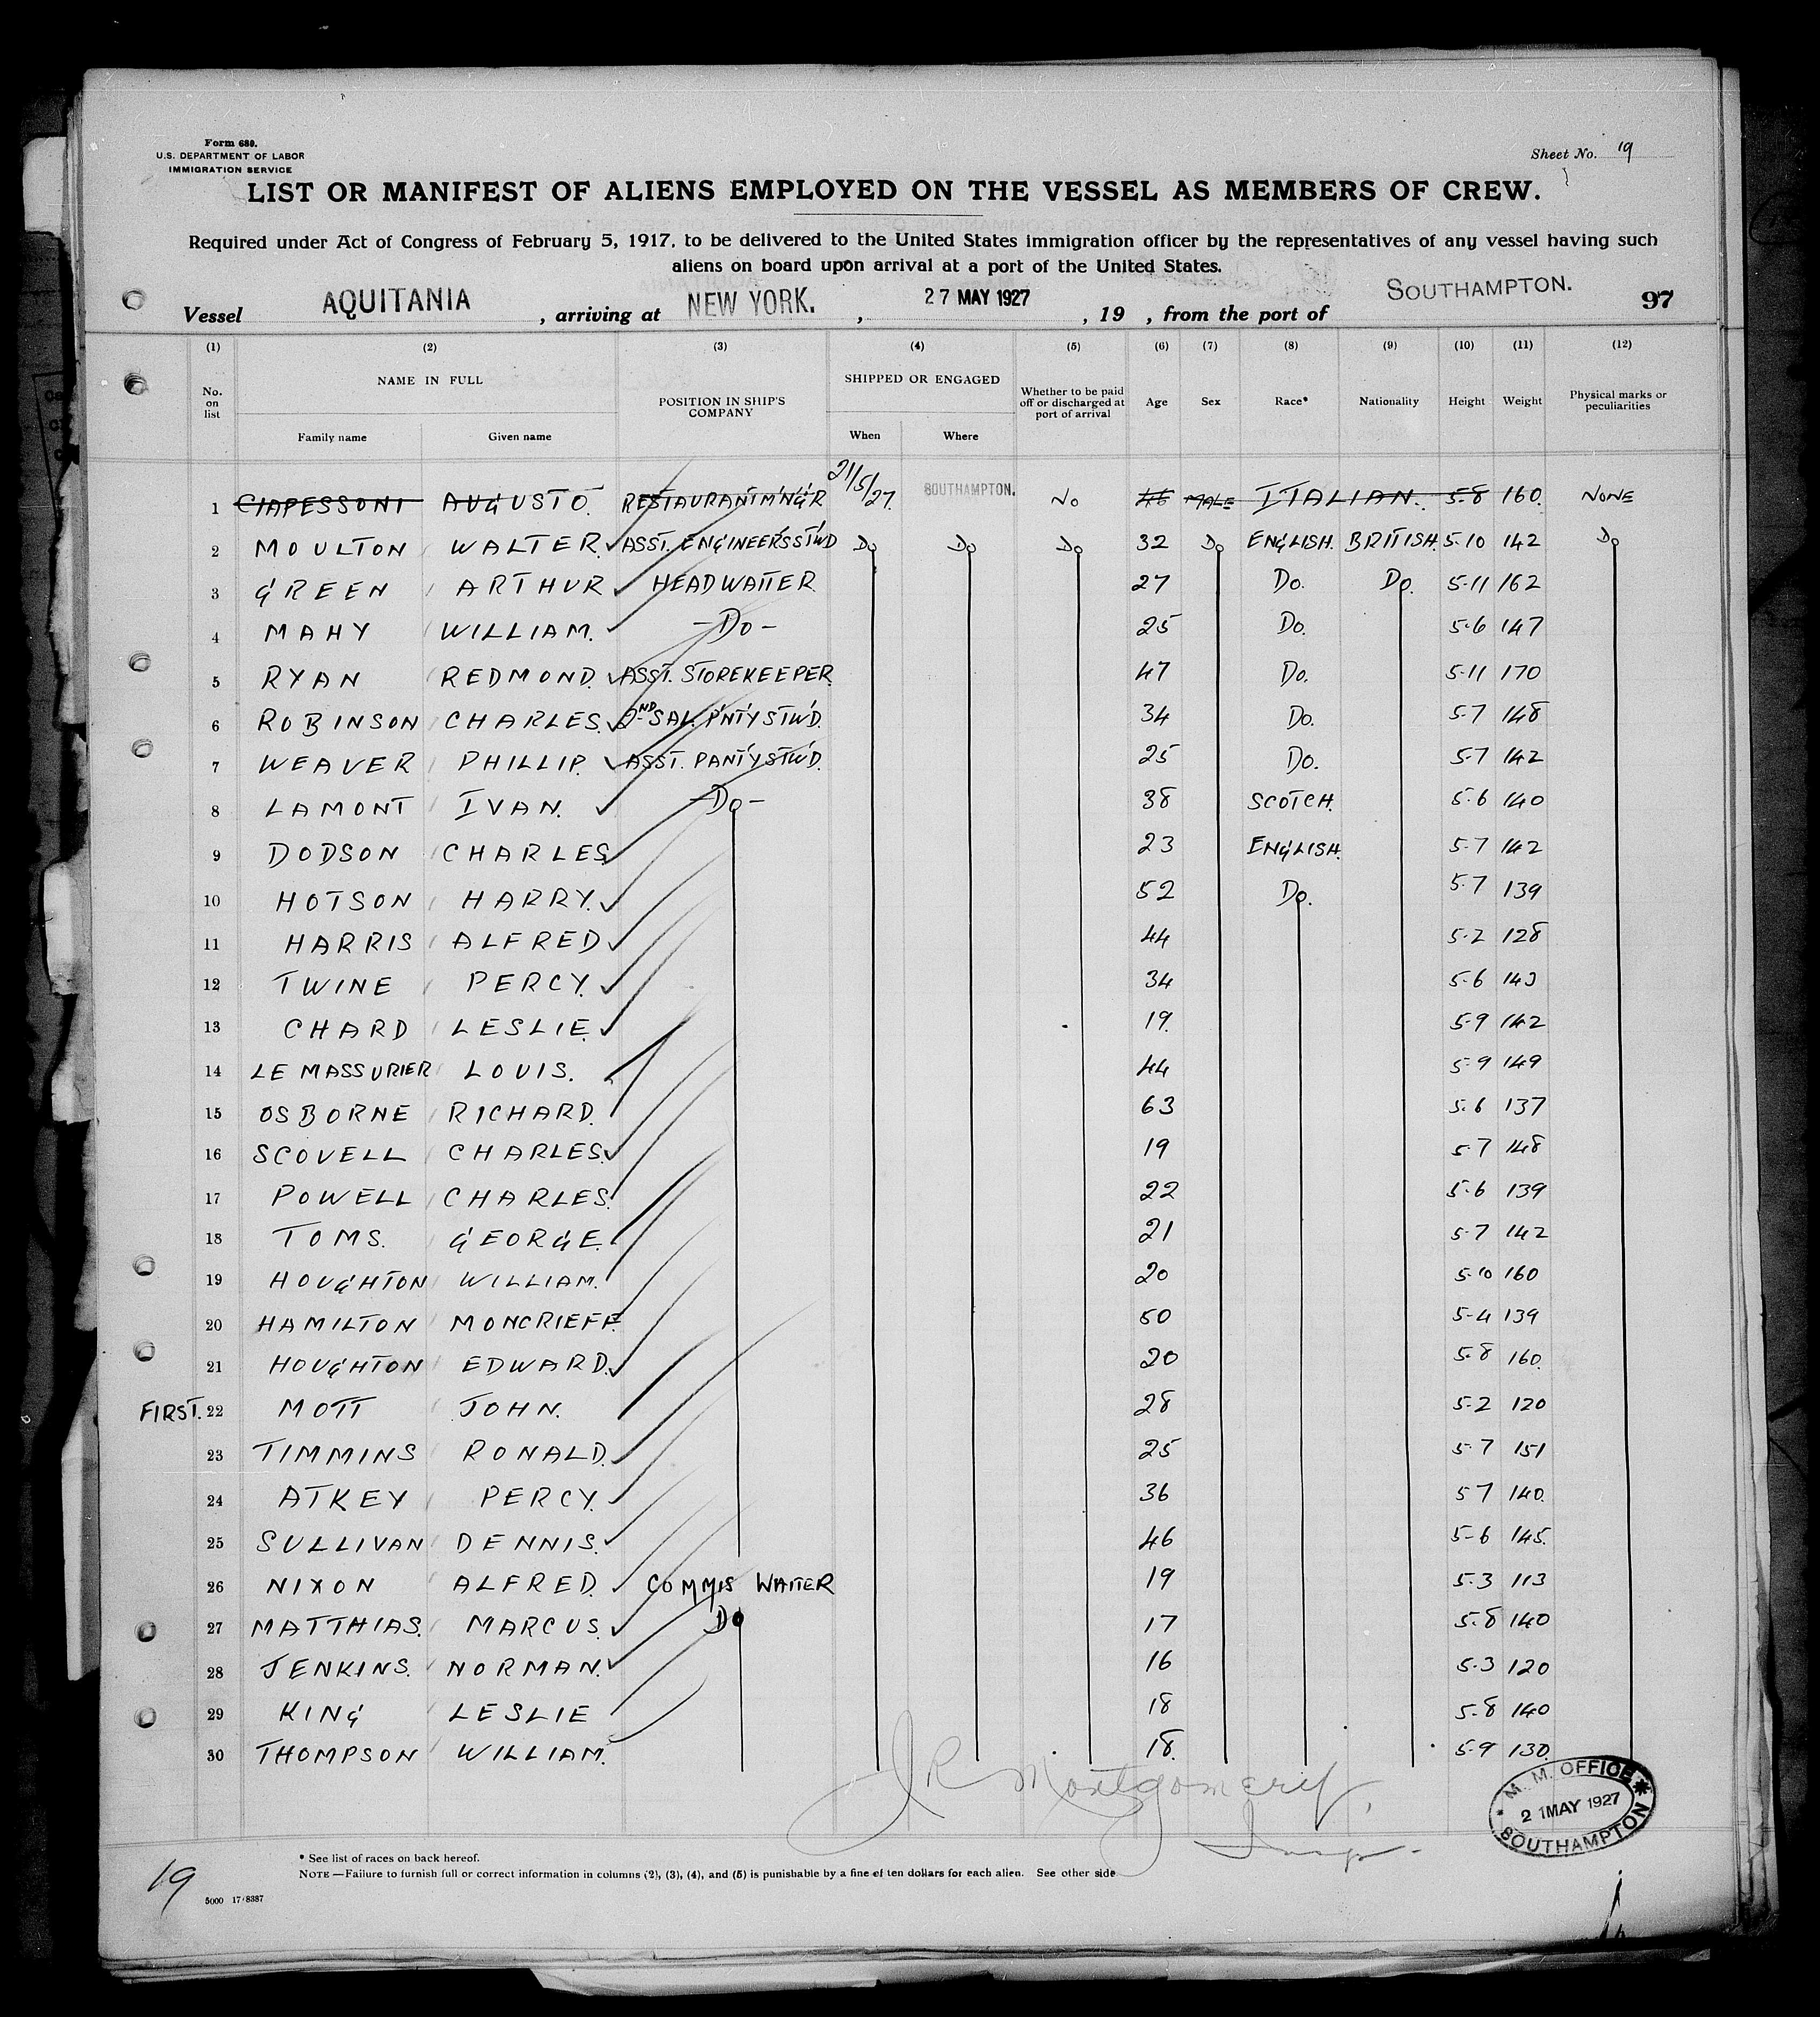 Form 680.
U.S. DEPARTMENT OF LABOR
IMMIGRATION SERVICE
Sheet No. 19
LIST OR MANIFEST OF ALIENS EMPLOYED ON THE VESSEL AS MEMBERS OF CREW.
Required under Act of Congress of February 5, 1917, to be delivered to the United States immigration officer by the representatives of any vessel having such
aliens on board upon arrival at a port of the United States.
Vessel AQUITANIA , arriving at NEW YORK. , 27 MAY 1927 , 19 , from the port of SOUTHAMPTON. 97
(1) (2) (3) (4) (5) (6) (7) (8) (9) (10) (11) (12)
No. on list NAME IN FULL Family name Given name POSITION IN SHIP'S COMPANY SHIPPED OR ENGAGED When Where Whether to be paid off or discharged at port of arrival Age Sex Race* Nationality Height Weight Physical marks or peculiarities
1 CIAPESSONI AUGUSTO. RESTAURANT M'N'G'R 21/5/27. SOUTHAMPTON. No 46 MALE ITALIAN. 5-8 160. NONE
2 MOULTON WALTER. ASST. ENGINEERS STW'D Do Do Do 32 Do ENGLISH. BRITISH. 5-10 142 Do
3 GREEN ARTHUR HEADWAITER. 27 Do. Do. 5-11 162
4 MAHY WILLIAM. -Do- 25 Do. 5-6 147
5 RYAN REDMOND. ASST. STOREKEEPER. 47 Do. 5-11 170
6 ROBINSON CHARLES. 2ND SAL. P'NT'Y STW'D. 34 Do. 5-7 148
7 WEAVER PHILLIP. ASST. PANT'Y STW'D. 25 Do. 5-7 142
8 LAMONT IVAN. -Do- 38 SCOTCH. 5-6 140
9 DODSON CHARLES 23 ENGLISH. 5-7 142
10 HOTSON HARRY. 52 Do. 5-7 139
11 HARRIS ALFRED 44 5-2 128
12 TWINE PERCY. 34 5-6
13 CHARD LESLIE. 19. 5-9 142
14 LE MASSURIER LOUIS. 44 5-9 149
15 OSBORNE RICHARD. 63 5-6 137
16 SCOVELL CHARLES. 19 5-7 148
17 POWELL CHARLES. 22 5-6 139
18 TOMS. GEORGE. 21 5-7 142
19 HOUGHTON WILLIAM. 20 5-10 160
20 HAMILTON MONCRIEFF. 50 5-4 139
21 HOUGHTON EDWARD. 20 5-8 160.
FIRST. 22 MOTT JOHN. 28 5-2 120
23 TIMMINS RONALD. 25 5-7 151
24 ATKEY PERCY. 36 5 7 140.
25 SULLIVAN DENNIS. 46 5-6 145.
26 NIXON ALFRED. COMMIS WAITER 19 5.3 113
27 MATTHIAS. MARCUS. Do 17 5.8 140
28 JENKINS. NORMAN. 16 5.3 120
29 KING LESLIE 18 5-8 140
30 THOMPSON WILLIAM. 18. 5-9 130.
J R Montgomery,
Insp.
M. M. OFFICE
21 MAY 1927
SOUTHAMPTON
* See list of races on back hereof.
NOTE—Failure to furnish full or correct information in columns (2), (3), (4), and (5) is punishable by a fine of ten dollars for each alien. See other side
19
5000 17/8387